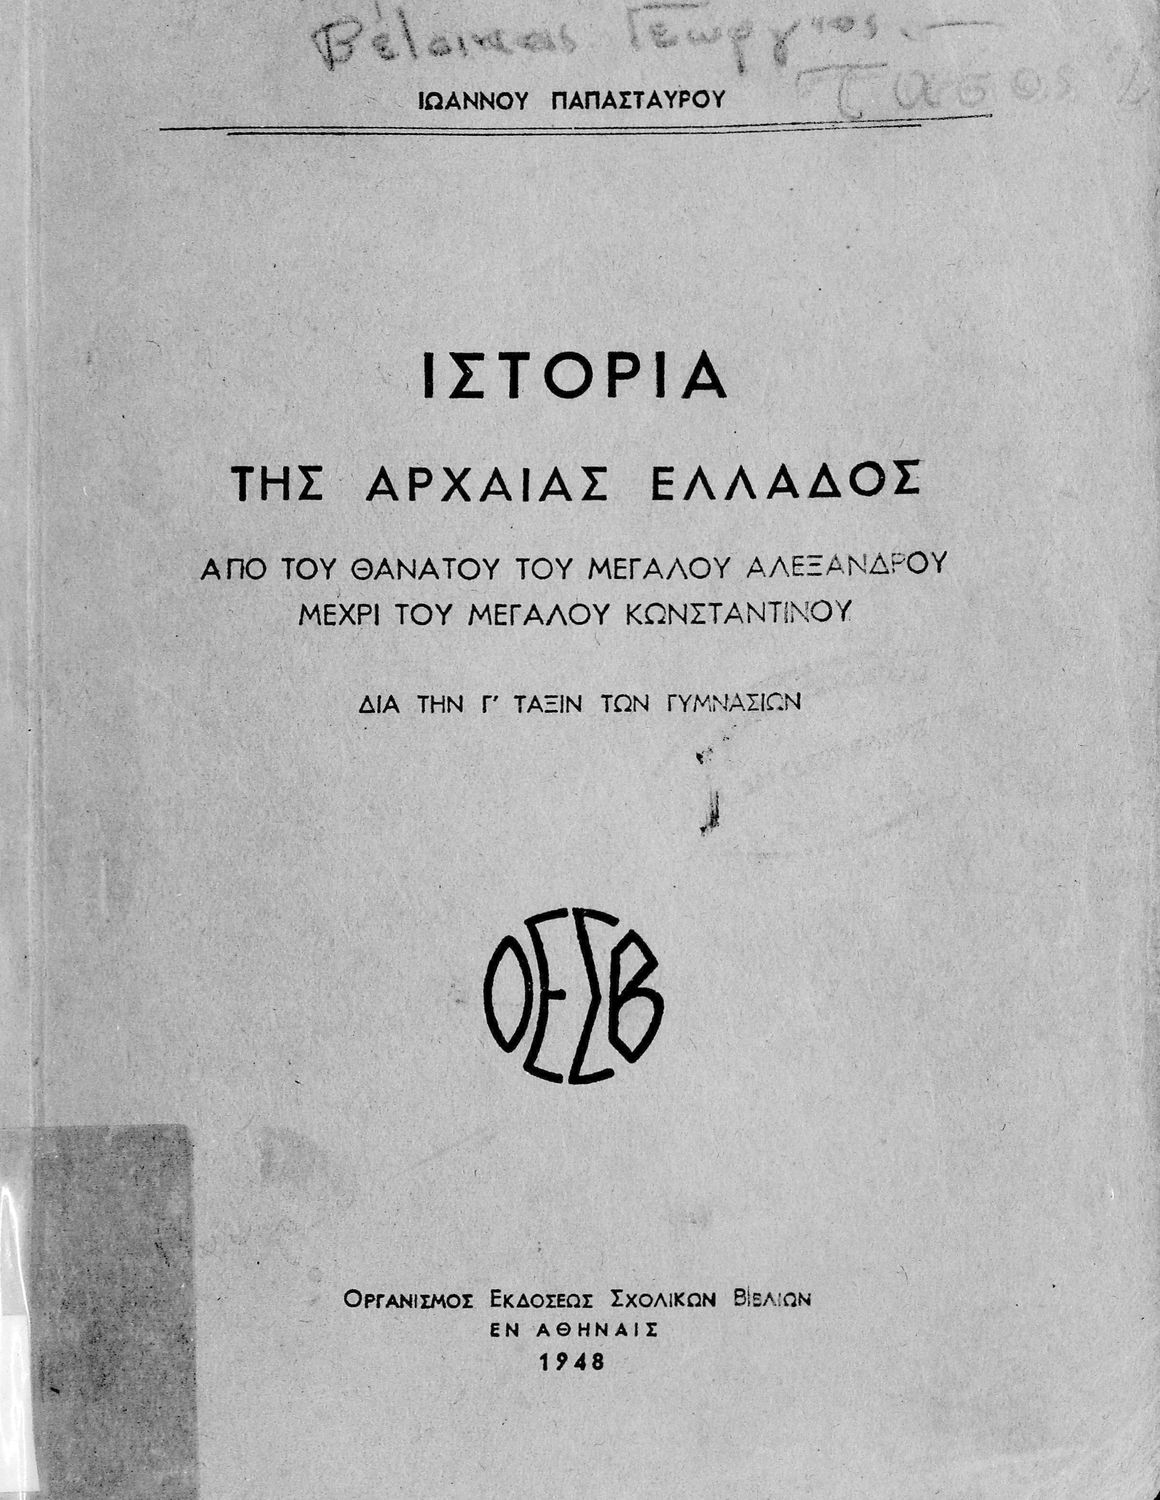 Γεώργιος
ΙΩΑΝΝΟΥ ΠΑΠΑΣΤΑΥΡΟΥ
ΙΣΤΟΡΙΑ
ΤΗΣ ΑΡΧΑΙΑΣ ΕΛΛΑΔΟΣ
ΑΠΟ ΤΟΥ ΘΑΝΑΤΟΥ ΤΟΥ ΜΕΓΑΛΟΥ ΑΛΕΞΑΝΔΡΟΥ
ΜΕΧΡΙ ΤΟΥ ΜΕΓΑΛΟΥ ΚΩΝΣΤΑΝΤΙΝΟΥ
ΔΙΑ ΤΗΝ Γ' ΤΑΞΙΝ ΤΩΝ ΓΥΜΝΑΣΙΩΝ
ΟΕΣΒ
ΟΡΓΑΝΙΣΜΟΣ ΕΚΔΟΣΕΩΣ ΣΧΟΛΙΚΩΝ ΒΙΒΛΙΩΝ
ΕΝ ΑΘΗΝΑΙΣ
1948